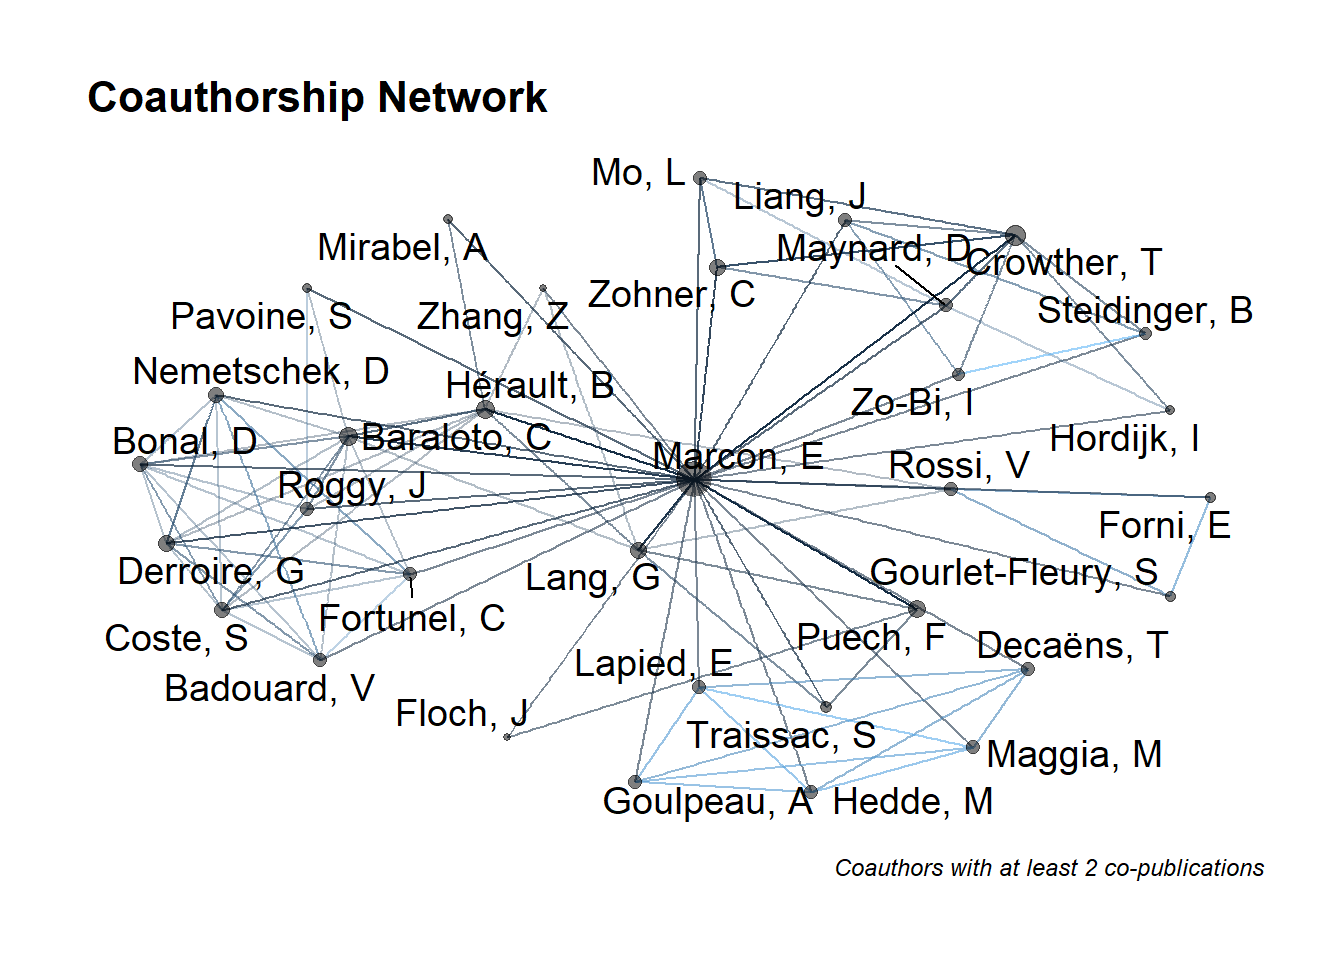 Coauthorship Network
Mo, L
Liang, J
Mirabel, A
Maynard, D
Crowther, T
Zohner, C
Steidinger, B
Pavoine, S
Zhang, Z
Nemetschek, D
Hérault, B
Zo-Bi, I
Bonal, D
Baraloto, C
Hordijk, I
Marcon, E
Rossi, V
Roggy, J
Forni, E
Derroire, G
Lang, G
Gourlet-Fleury, S
Fortunel, C
Coste, S
Puech, F
Decaëns, T
Lapied, E
Badouard, V
Floch, J
Traissac, S
Maggia, M
Goulpeau, A
Hedde, M
Coauthors with at least 2 co-publications